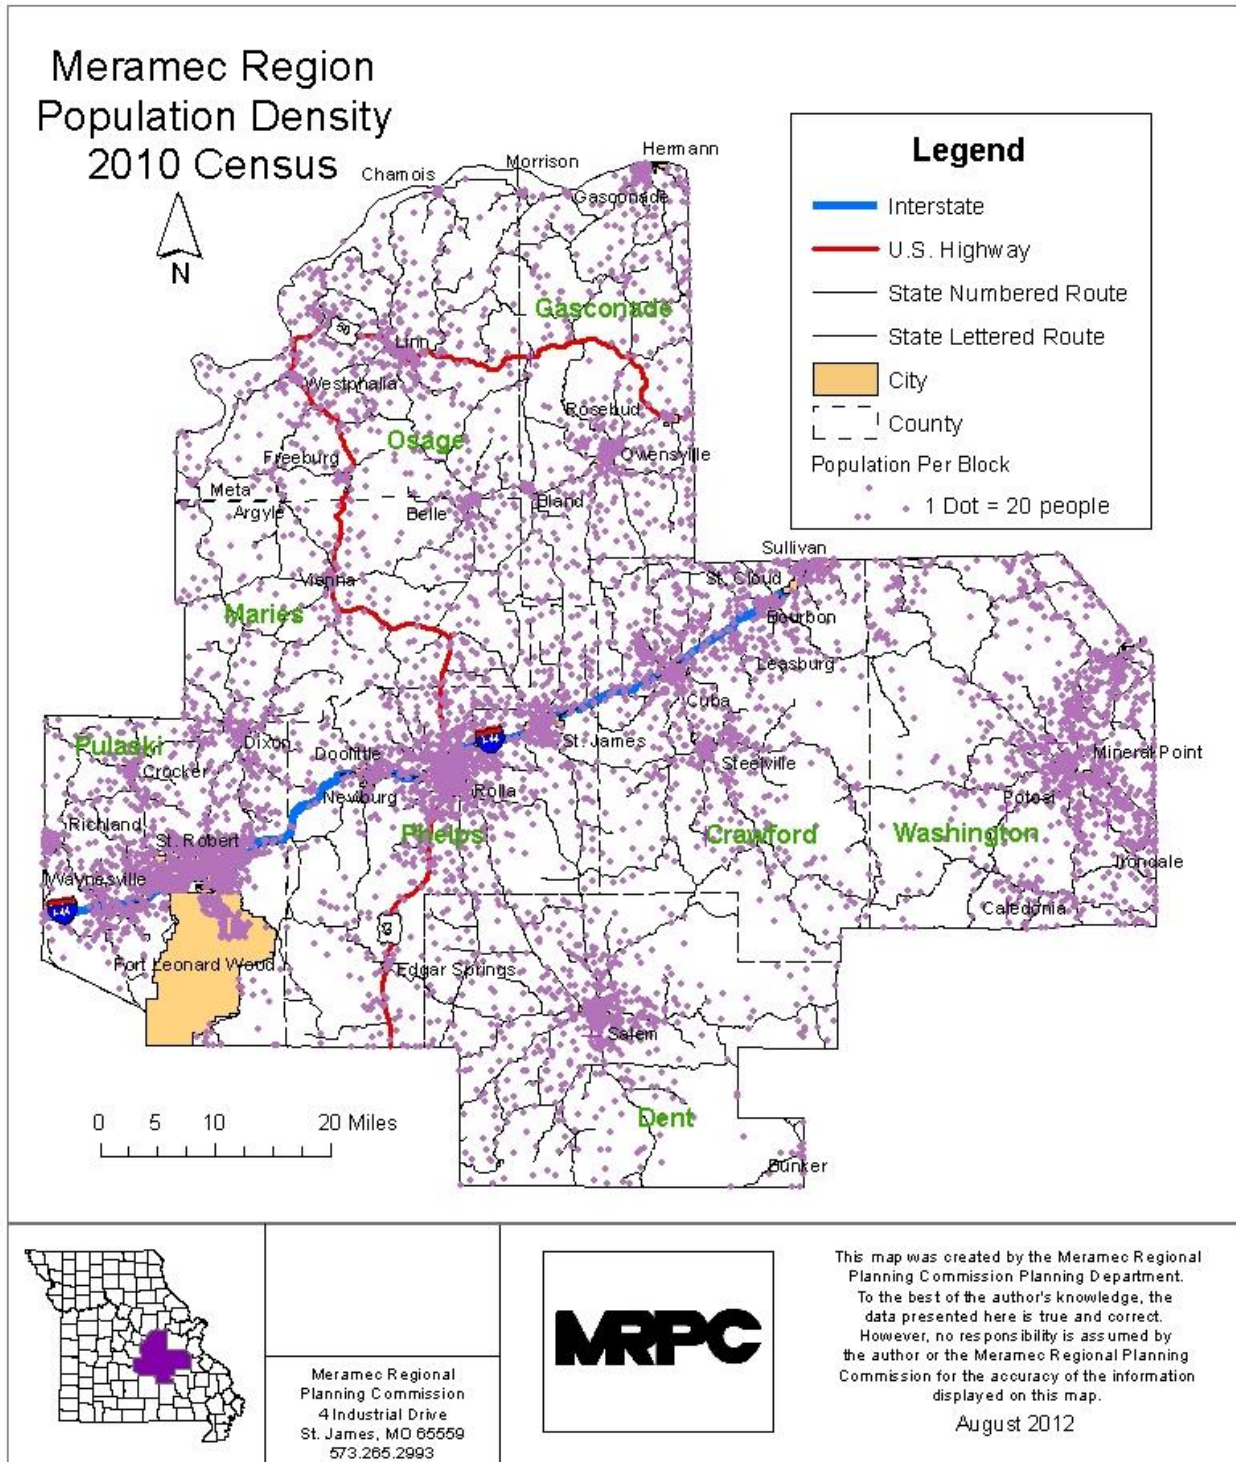 Meramec Region
Population Density
2010 Census
N
Legend
Interstate
U.S. Highway
State Numbered Route
State Lettered Route
City
County
Population Per Block
1 Dot = 20 people
Hermann
Morrison
Chamois
Gasconade
Gasconade
50
Linn
Westphalia
Rosebud
Osage
Owensville
Freeburg
Meta
Argyle
Belle
Bland
Sullivan
St. Cloud
Vienna
Maries
Bourbon
Leasburg
Cuba
Pulaski
Dixon
Doolittle
I-44
St. James
Steelville
Mineral Point
Crocker
Newburg
Rolla
Potosi
Richland
St. Robert
Phelps
Crawford
Washington
Irondale
Waynesville
I-44
Caledonia
63
Fort Leonard Wood
Edgar Springs
Salem
Dent
Bunker
0 5 10 20 Miles
Meramec Regional
Planning Commission
4 Industrial Drive
St. James, MO 65559
573.265.2993
MRPC
This map was created by the Meramec Regional
Planning Commission Planning Department.
To the best of the author's knowledge, the
data presented here is true and correct.
However, no responsibility is assumed by
the author or the Meramec Regional Planning
Commission for the accuracy of the information
displayed on this map.
August 2012